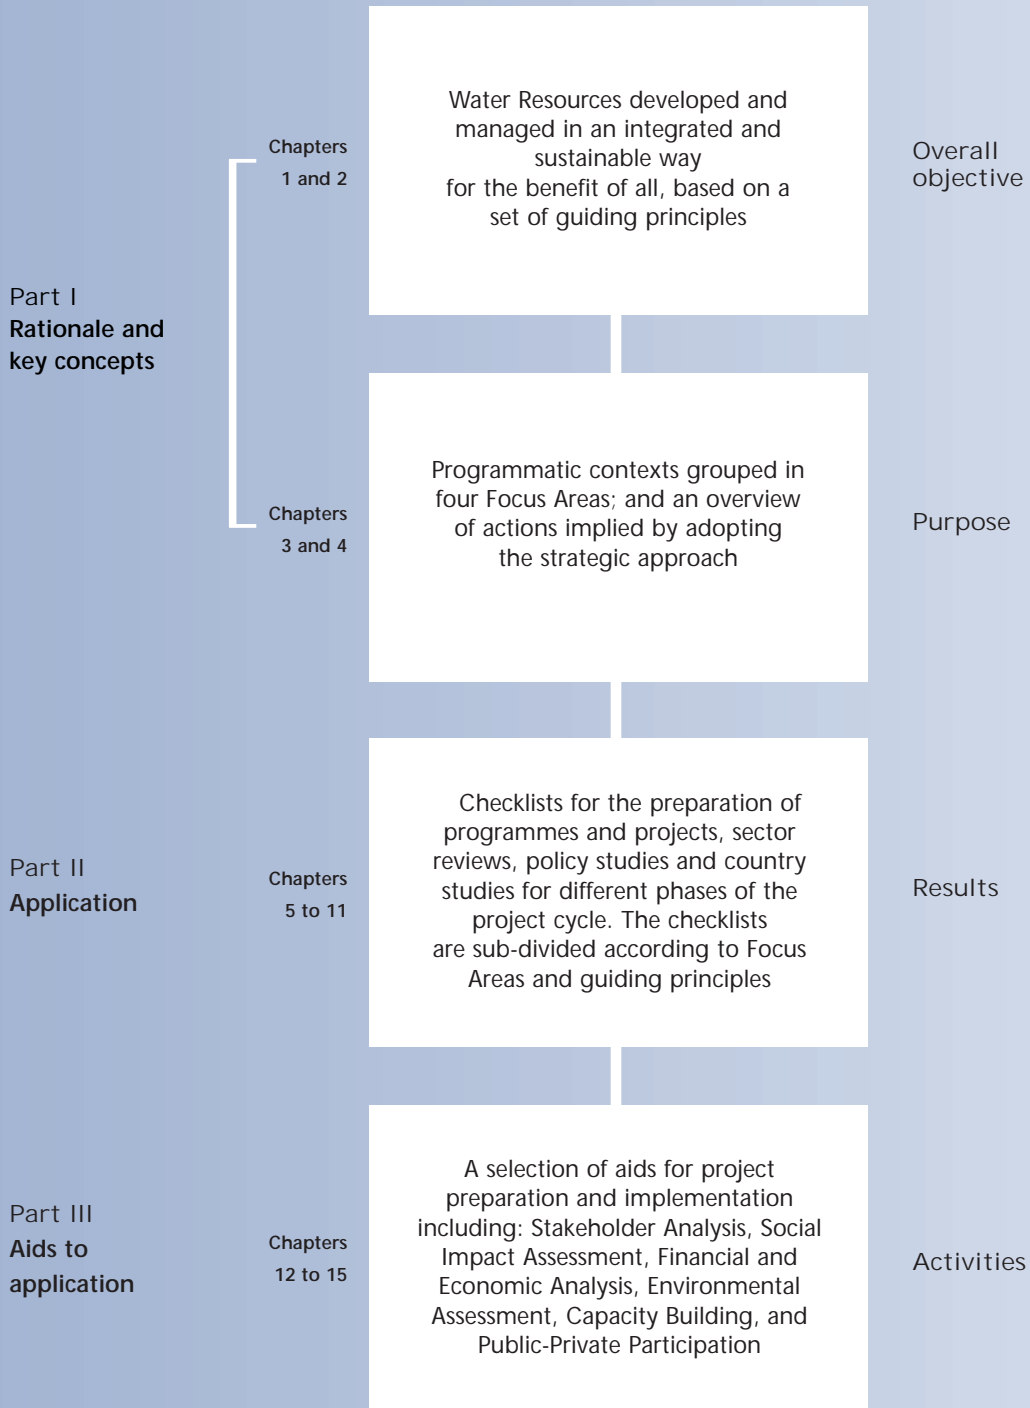 Part I
Rationale and
key concepts
Chapters
1 and 2
Water Resources developed and
managed in an integrated and
sustainable way
for the benefit of all, based on a
set of guiding principles
Overall
objective
Chapters
3 and 4
Programmatic contexts grouped in
four Focus Areas; and an overview
of actions implied by adopting
the strategic approach
Purpose
Part II
Application
Chapters
5 to 11
Checklists for the preparation of
programmes and projects, sector
reviews, policy studies and country
studies for different phases of the
project cycle. The checklists
are sub-divided according to Focus
Areas and guiding principles
Results
Part III
Aids to
application
Chapters
12 to 15
A selection of aids for project
preparation and implementation
including: Stakeholder Analysis, Social
Impact Assessment, Financial and
Economic Analysis, Environmental
Assessment, Capacity Building, and
Public-Private Participation
Activities